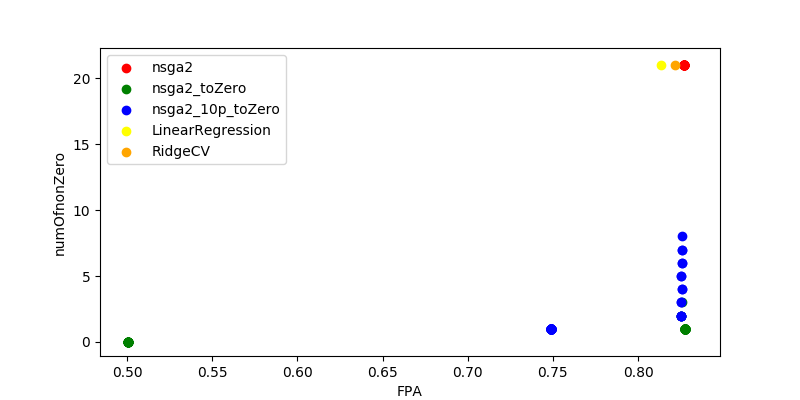 nsga2
nsga2_toZero
nsga2_10p_toZero
LinearRegression
RidgeCV
numOfnonZero
20
15
10
5
0
0.50 0.55 0.60 0.65 0.70 0.75 0.80
FPA